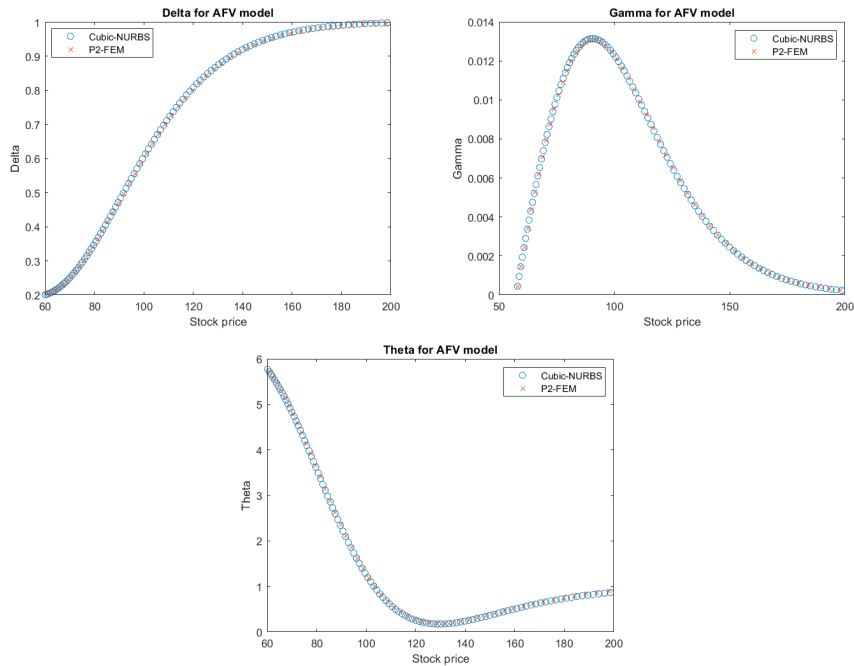 Delta for AFV model
Cubic-NURBS
P2-FEM
1
0.9
0.8
0.7
0.6
0.5
0.4
0.3
0.2
Delta
60 80 100 120 140 160 180 200
Stock price
Gamma for AFV model
Cubic-NURBS
P2-FEM
0.014
0.012
0.01
0.008
0.006
0.004
0.002
0
Gamma
50 100 150 200
Stock price
Theta for AFV model
Cubic-NURBS
P2-FEM
6
5
4
3
2
1
0
Theta
60 80 100 120 140 160 180 200
Stock price